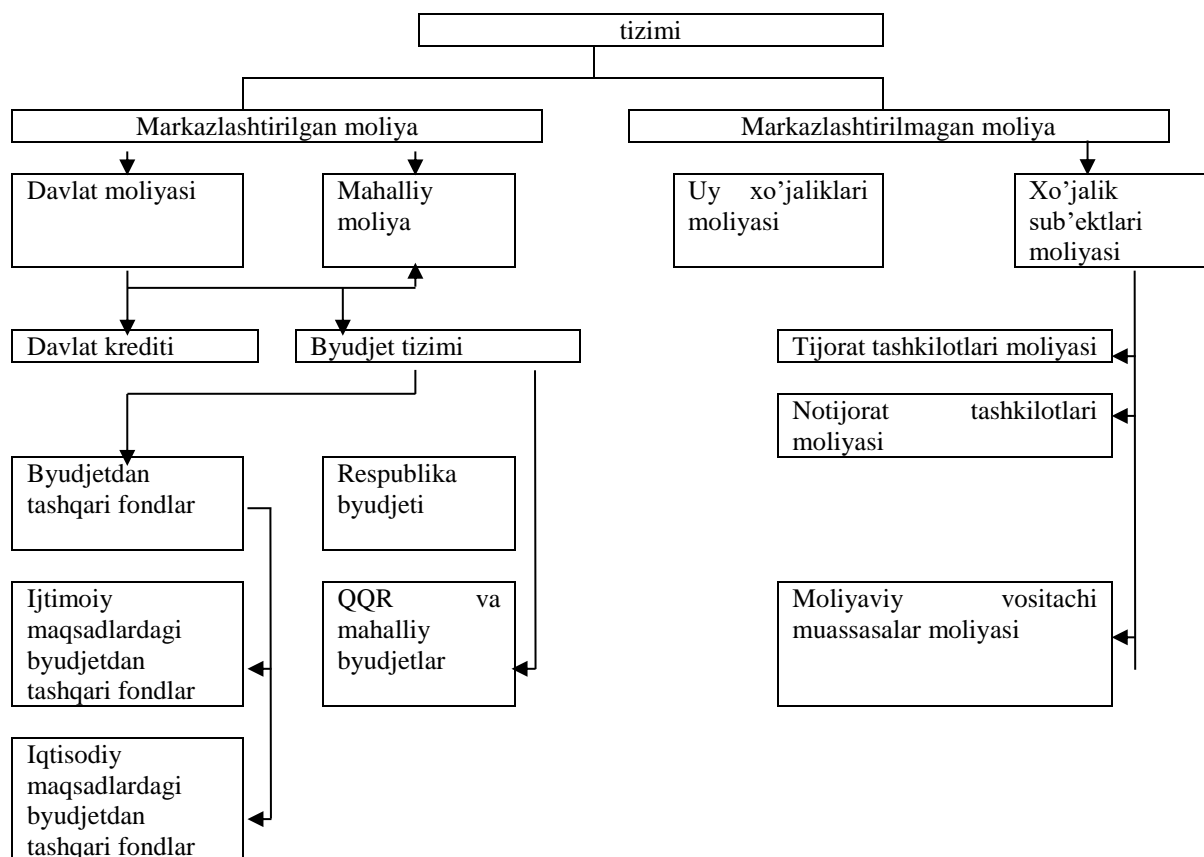 tizimi
Markazlashtirilgan moliya
Markazlashtirilmagan moliya
Davlat moliyasi
Mahalliy
moliya
Uy xo’jaliklari
moliyasi
Xo’jalik
sub’ektlari
moliyasi
Davlat krediti
Byudjet tizimi
Tijorat tashkilotlari moliyasi
Notijorat tashkilotlari
moliyasi
Byudjetdan
tashqari fondlar
Respublika
byudjeti
Ijtimoiy
maqsadlardagi
byudjetdan
tashqari fondlar
QQR va
mahalliy
byudjetlar
Moliyaviy vositachi
muassasalar moliyasi
Iqtisodiy
maqsadlardagi
byudjetdan
tashqari fondlar